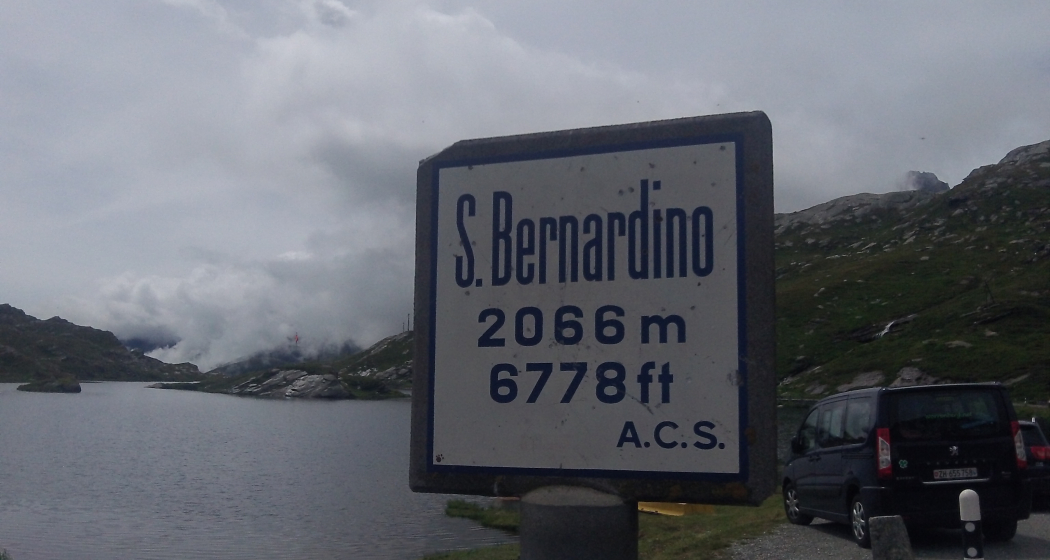 S. Bernardino
2066 m
6778 ft
A.C.S.